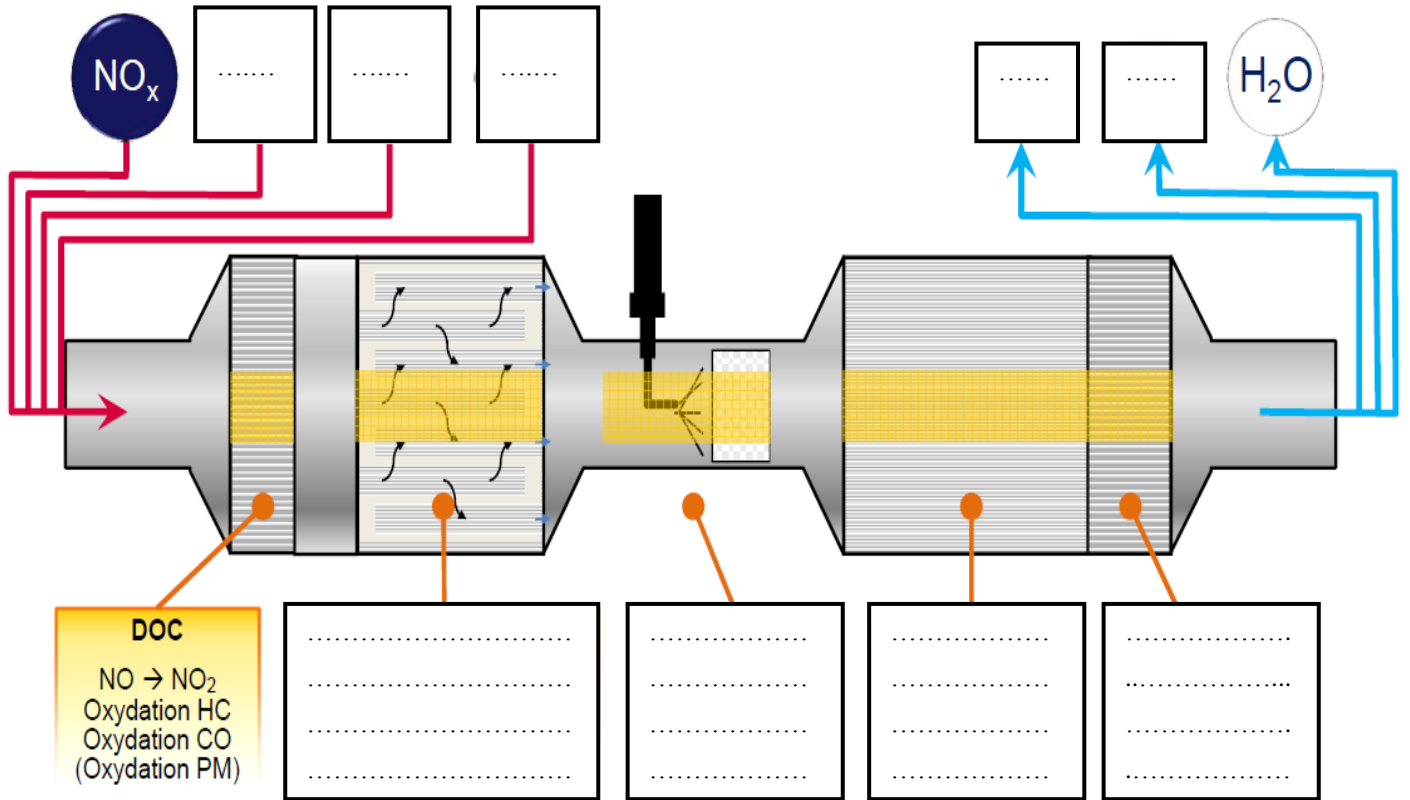 NOx
.......
.......
.......
......
......
H2O
DOC
NO → NO2
Oxydation HC
Oxydation CO
(Oxydation PM)